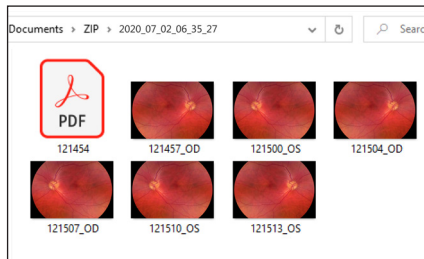 Documents > ZIP > 2020_07_02_06_35_27
Searc
PDF
121454
121457_OD
121500_OS
121504_OD
121507_OD
121510_OS
121513_OS